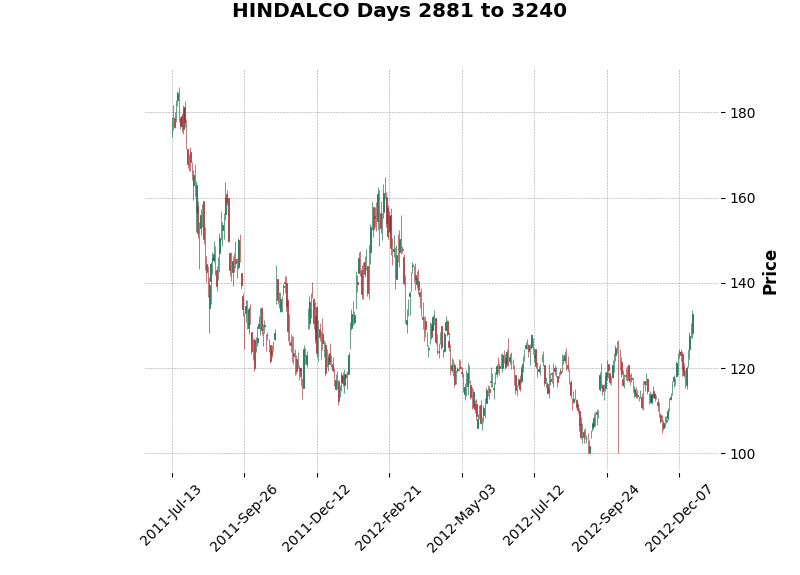 HINDALCO Days 2881 to 3240
180
160
140
120
100
Price
2011-Jul-13
2011-Sep-26
2011-Dec-12
2012-Feb-21
2012-May-03
2012-Jul-12
2012-Sep-24
2012-Dec-07